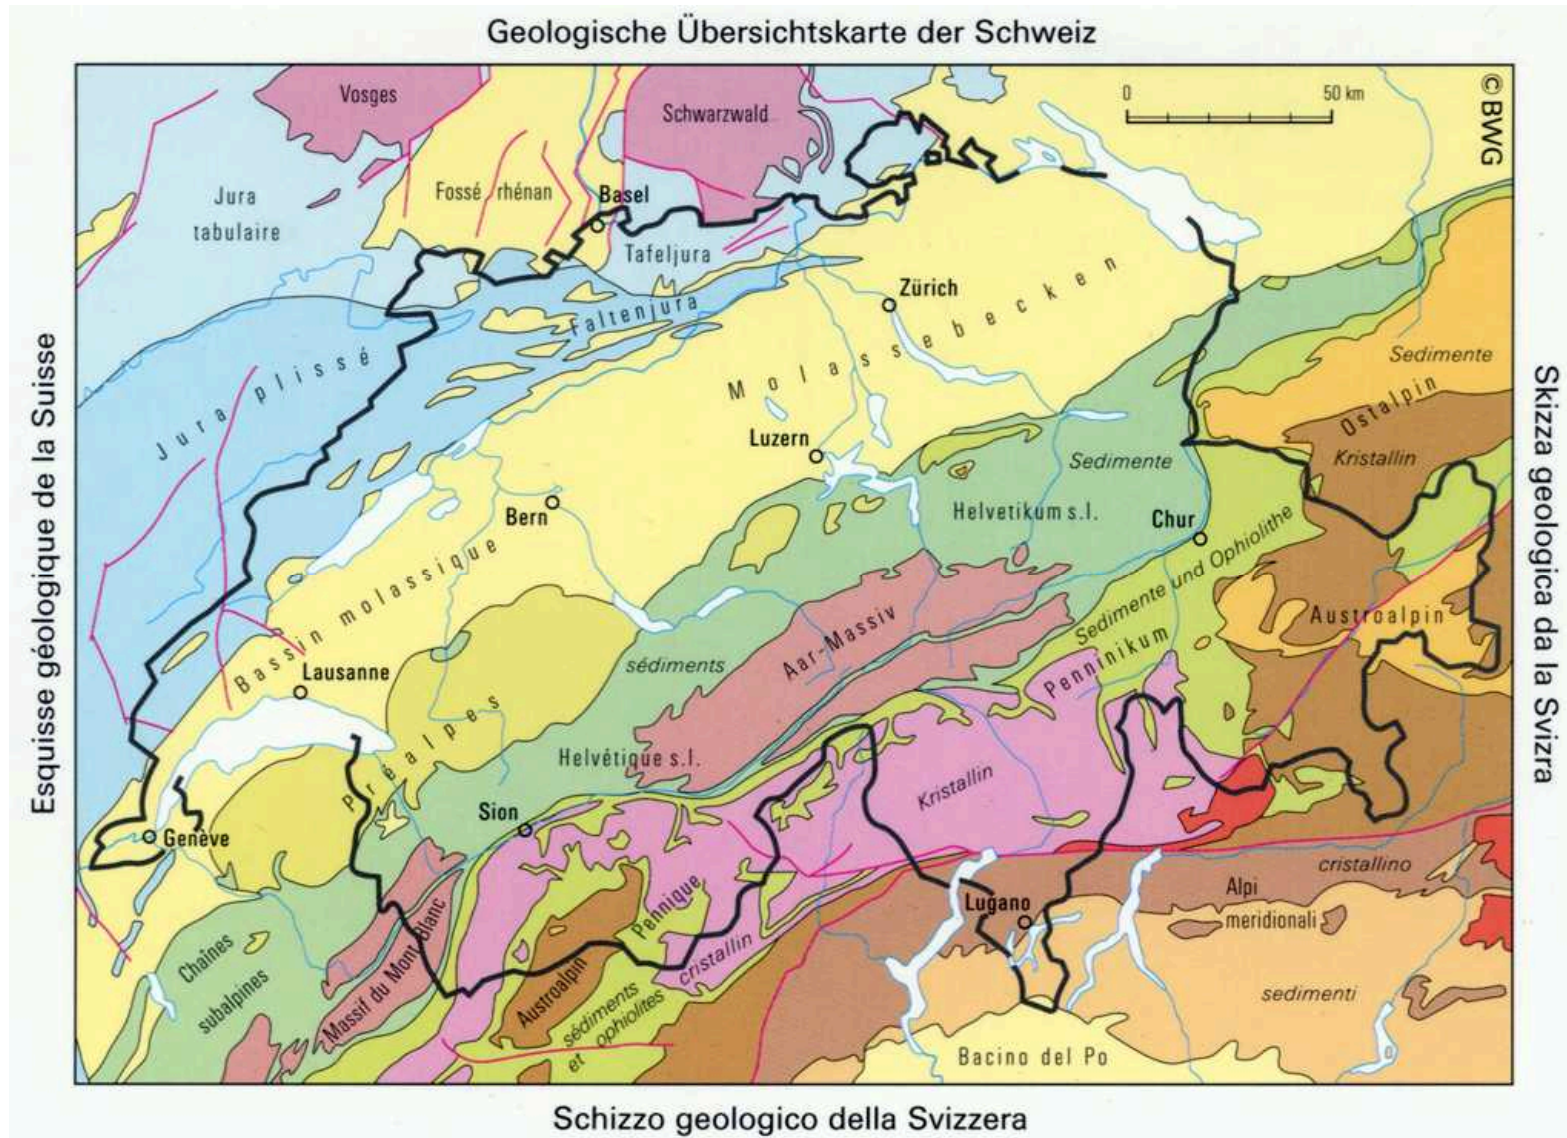 Geologische Übersichtskarte der Schweiz
© BWG
Esquisse géologique de la Suisse
Skizza geologica da la Svizra
0 50 km
Vosges
Schwarzwald
Jura
tabulaire
Fossé rhénan
Basel
Tafeljura
Faltenjura
Zürich
Molassebecken
Jura plissé
Sedimente
Ostalpin
Kristallin
Luzern
Sedimente
Helvetikum s.l.
Chur
Bern
Bassin molassique
Sedimente und Ophiolithe
Penninikum
Austroalpin
Aar-Massiv
sédiments
Lausanne
Préalpes
Helvétique s.l.
Kristallin
Sion
Genève
cristallino
Alpi
meridionali
Lugano
Pennique
cristallin
Chaînes
subalpines
Massif du Mont Blanc
Austroalpin
sédiments
et ophiolites
sedimenti
Bacino del Po
Schizzo geologico della Svizzera